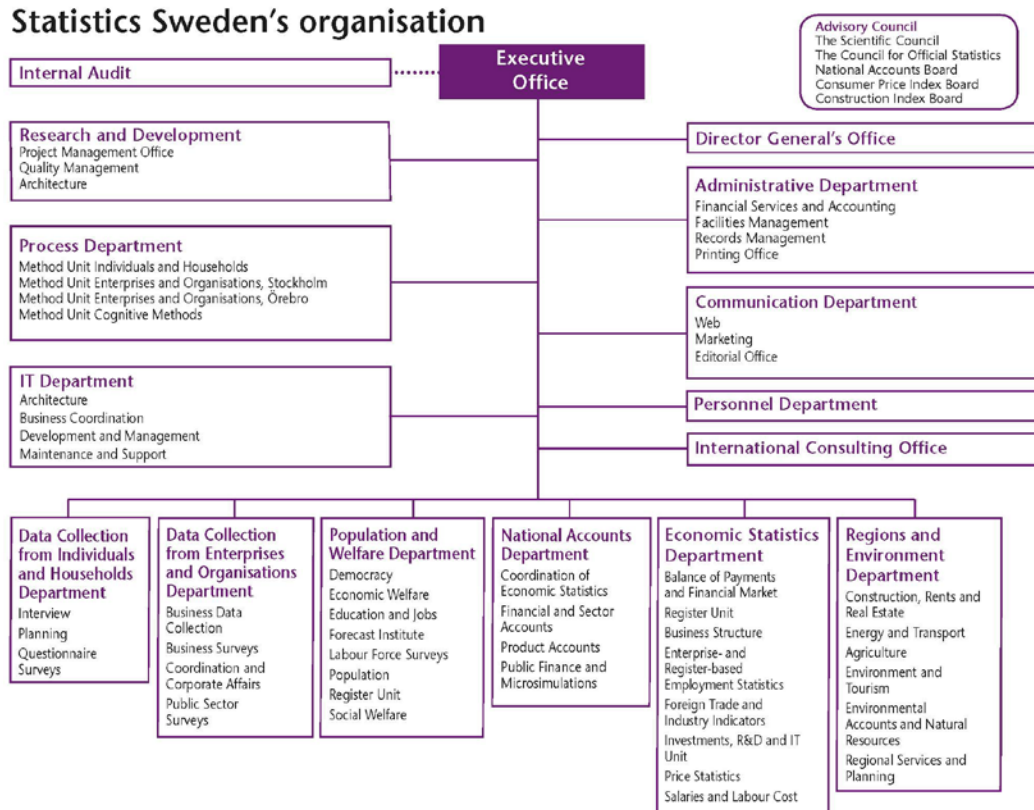 Statistics Sweden's organisation
Executive
Office
Advisory Council
The Scientific Council
The Council for Official Statistics
National Accounts Board
Consumer Price Index Board
Construction Index Board
Internal Audit
Research and Development
Project Management Office
Quality Management
Architecture
Director General's Office
Administrative Department
Financial Services and Accounting
Facilities Management
Records Management
Printing Office
Process Department
Method Unit Individuals and Households
Method Unit Enterprises and Organisations, Stockholm
Method Unit Enterprises and Organisations, Örebro
Method Unit Cognitive Methods
Communication Department
Web
Marketing
Editorial Office
IT Department
Architecture
Business Coordination
Development and Management
Maintenance and Support
Personnel Department
International Consulting Office
Data Collection
from Individuals
and Households
Department
Interview
Planning
Questionnaire
Surveys
Data Collection
from Enterprises
and Organisations
Department
Business Data
Collection
Business Surveys
Coordination and
Corporate Affairs
Public Sector
Surveys
Population and
Welfare Department
Democracy
Economic Welfare
Education and Jobs
Forecast Institute
Labour Force Surveys
Population
Register Unit
Social Welfare
National Accounts
Department
Coordination of
Economic Statistics
Financial and Sector
Accounts
Product Accounts
Public Finance and
Microsimulations
Economic Statistics
Department
Balance of Payments
and Financial Market
Register Unit
Business Structure
Enterprise- and
Register-based
Employment Statistics
Foreign Trade and
Industry Indicators
Investments, R&D and IT
Unit
Price Statistics
Salaries and Labour Cost
Regions and
Environment
Department
Construction, Rents and
Real Estate
Energy and Transport
Agriculture
Environment and
Tourism
Environmental
Accounts and Natural
Resources
Regional Services and
Planning